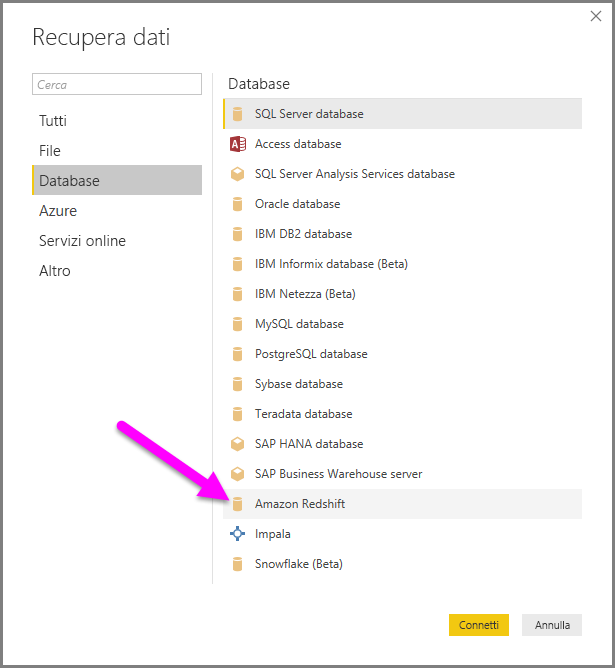 Recupera dati
Cerca
Tutti
File
Database
Azure
Servizi online
Altro
Database
SQL Server database
Access database
SQL Server Analysis Services database
Oracle database
IBM DB2 database
IBM Informix database (Beta)
IBM Netezza (Beta)
MySQL database
PostgreSQL database
Sybase database
Teradata database
SAP HANA database
SAP Business Warehouse server
Amazon Redshift
Impala
Snowflake (Beta)
Connetti
Annulla